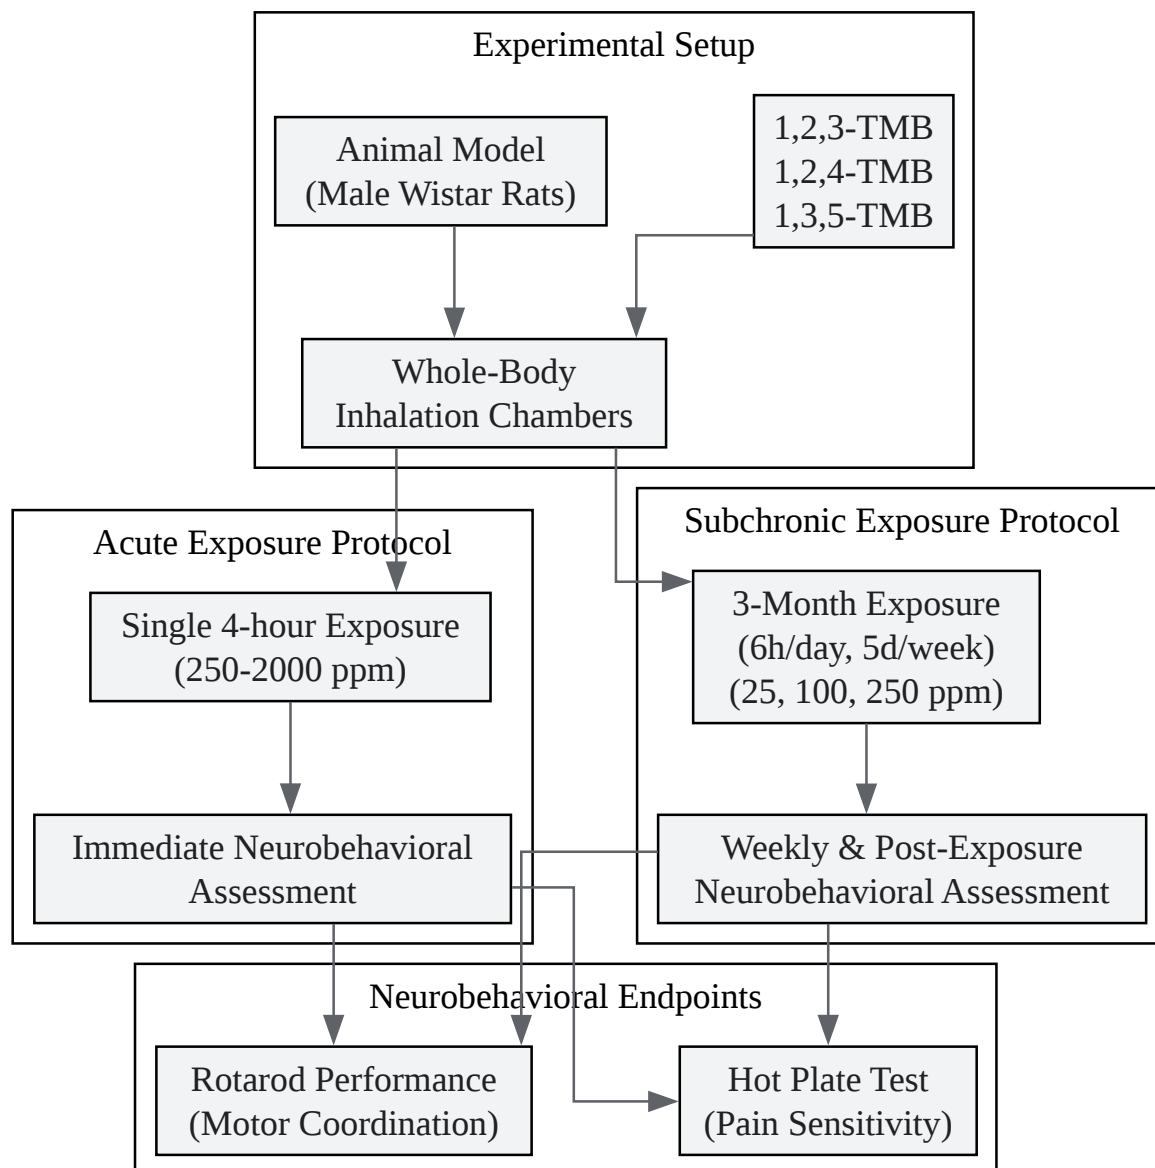 Experimental Setup
Animal Model
(Male Wistar Rats)
1,2,3-TMB
1,2,4-TMB
1,3,5-TMB
Whole-Body
Inhalation Chambers
Acute Exposure Protocol
Single 4-hour Exposure
(250-2000 ppm)
Immediate Neurobehavioral
Assessment
Subchronic Exposure Protocol
3-Month Exposure
(6h/day, 5d/week)
(25, 100, 250 ppm)
Weekly & Post-Exposure
Neurobehavioral Assessment
Neurobehavioral Endpoints
Rotarod Performance
(Motor Coordination)
Hot Plate Test
(Pain Sensitivity)